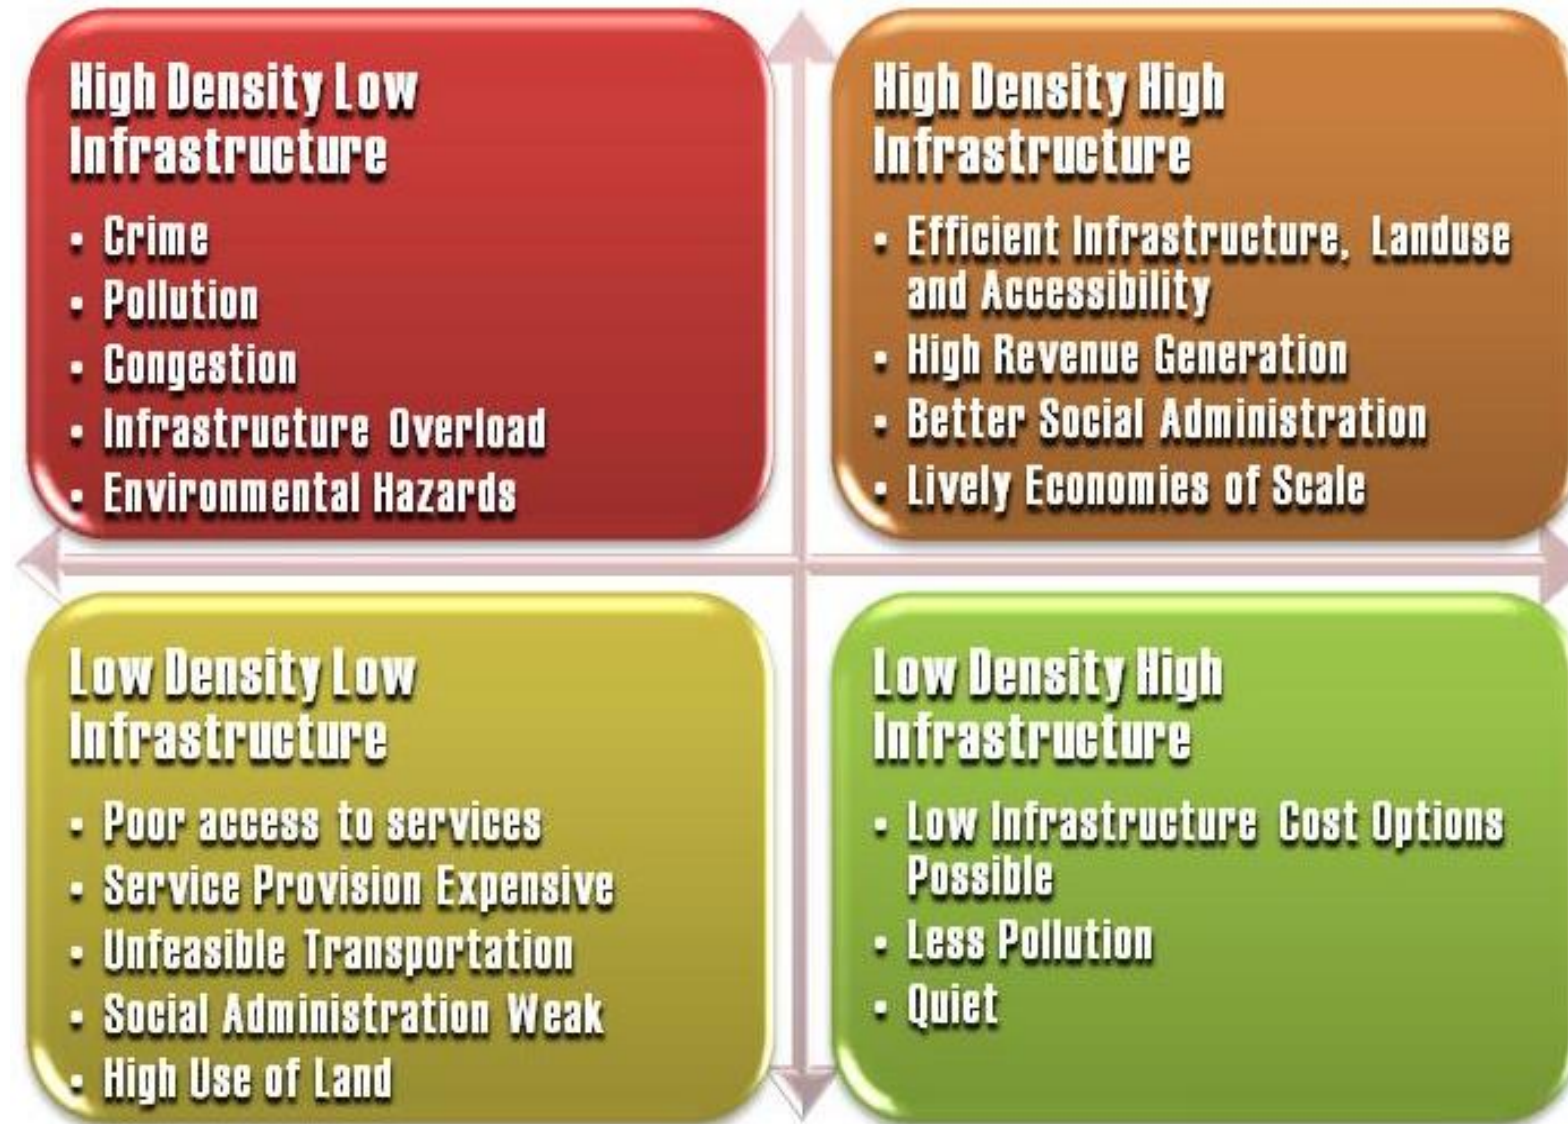 High Density Low
Infrastructure
• Crime
• Pollution
• Congestion
• Infrastructure Overload
• Environmental Hazards
High Density High
Infrastructure
• Efficient Infrastructure, Landuse
and Accessibility
• High Revenue Generation
• Better Social Administration
• Lively Economies of Scale
Low Density Low
Infrastructure
• Poor access to services
• Service Provision Expensive
• Unfeasible Transportation
• Social Administration Weak
• High Use of Land
Low Density High
Infrastructure
• Low Infrastructure Cost Options
Possible
• Less Pollution
• Quiet